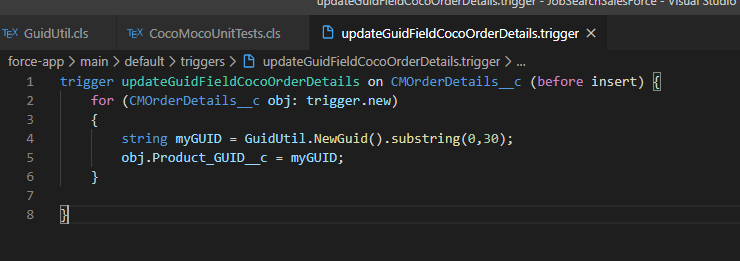 updateGuidFieldCocoOrderDetails.trigger - JobSearchSalesForce - Visual Studio
GuidUtil.cls CocoMocoUnitTests.cls updateGuidFieldCocoOrderDetails.trigger ×
force-app > main > default > triggers > updateGuidFieldCocoOrderDetails.trigger > ...
1 trigger updateGuidFieldCocoOrderDetails on CMOrderDetails__c (before insert) {
2 for (CMOrderDetails__c obj: trigger.new)
3 {
4 string myGUID = GuidUtil.NewGuid().substring(0,30);
5 obj.Product_GUID__c = myGUID;
6 }
7
8 }